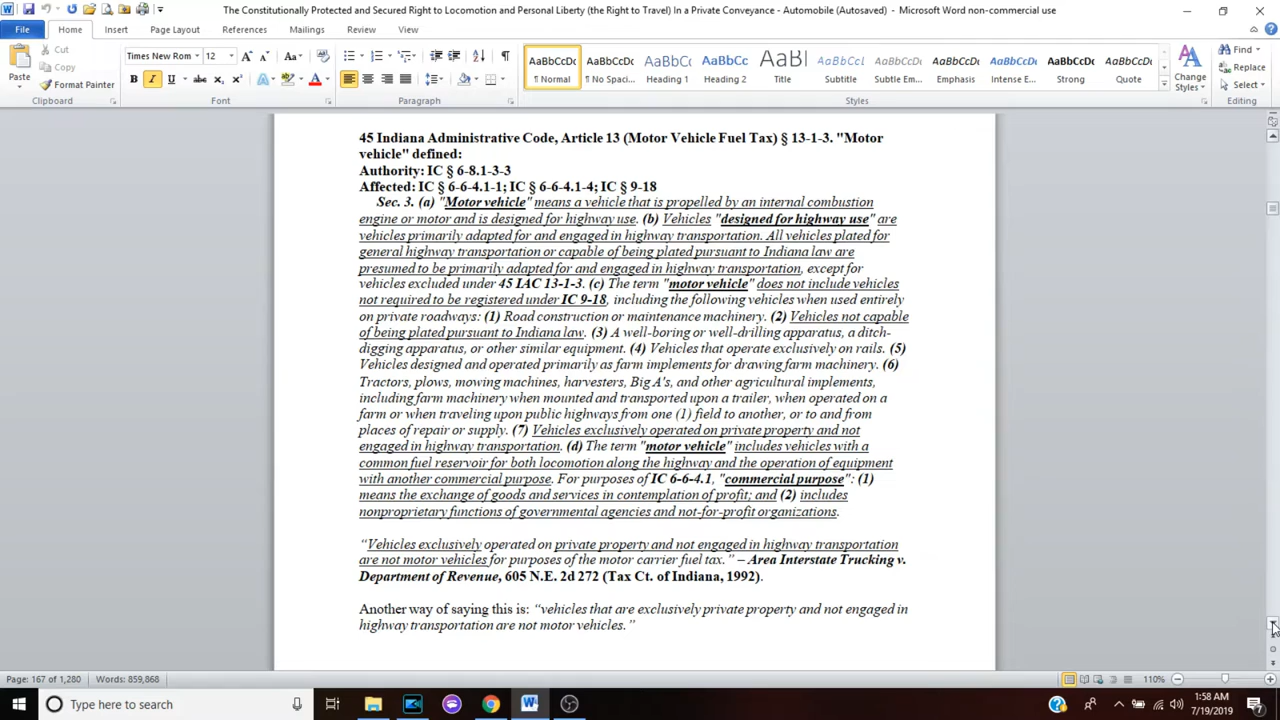 The Constitutionally Protected and Secured Right to Locomotion and Personal Liberty (the Right to Travel) In a Private Conveyance - Automobile (Autosaved) - Microsoft Word non-commercial use
File Home Insert Page Layout References Mailings Review View
Paste
Cut
Copy
Format Painter
Clipboard
Times New Rom 12
B I U abc
Font
Paragraph
AaBbCcDc AaBbCcDc AaBbC AaBbCc AaBl AaBbCcL AaBbCcDc AaBbCcDc AaBbCcDc AaBbCcDc AaBbCcDc
¶ Normal ¶ No Spaci... Heading 1 Heading 2 Title Subtitle Subtle Em... Emphasis Intense E... Strong Quote
Styles
Change
Styles
Find
Replace
Select
Editing
45 Indiana Administrative Code, Article 13 (Motor Vehicle Fuel Tax) § 13-1-3. "Motor
vehicle" defined:
Authority: IC § 6-8.1-3-3
Affected: IC § 6-6-4.1-1; IC § 6-6-4.1-4; IC § 9-18
Sec. 3. (a) "Motor vehicle" means a vehicle that is propelled by an internal combustion
engine or motor and is designed for highway use. (b) Vehicles "designed for highway use" are
vehicles primarily adapted for and engaged in highway transportation. All vehicles plated for
general highway transportation or capable of being plated pursuant to Indiana law are
presumed to be primarily adapted for and engaged in highway transportation, except for
vehicles excluded under 45 IAC 13-1-3. (c) The term "motor vehicle" does not include vehicles
not required to be registered under IC 9-18, including the following vehicles when used entirely
on private roadways: (1) Road construction or maintenance machinery. (2) Vehicles not capable
of being plated pursuant to Indiana law. (3) A well-boring or well-drilling apparatus, a ditch-
digging apparatus, or other similar equipment. (4) Vehicles that operate exclusively on rails. (5)
Vehicles designed and operated primarily as farm implements for drawing farm machinery. (6)
Tractors, plows, mowing machines, harvesters, Big A's, and other agricultural implements,
including farm machinery when mounted and transported upon a trailer, when operated on a
farm or when traveling upon public highways from one (1) field to another, or to and from
places of repair or supply. (7) Vehicles exclusively operated on private property and not
engaged in highway transportation. (d) The term "motor vehicle" includes vehicles with a
common fuel reservoir for both locomotion along the highway and the operation of equipment
with another commercial purpose. For purposes of IC 6-6-4.1, "commercial purpose": (1)
means the exchange of goods and services in contemplation of profit; and (2) includes
nonproprietary functions of governmental agencies and not-for-profit organizations.
“Vehicles exclusively operated on private property and not engaged in highway transportation
are not motor vehicles for purposes of the motor carrier fuel tax.” – Area Interstate Trucking v.
Department of Revenue, 605 N.E. 2d 272 (Tax Ct. of Indiana, 1992).
Another way of saying this is: “vehicles that are exclusively private property and not engaged in
highway transportation are not motor vehicles.”
Page: 167 of 1,280 Words: 859,868 110%
Type here to search
1:58 AM
7/19/2019